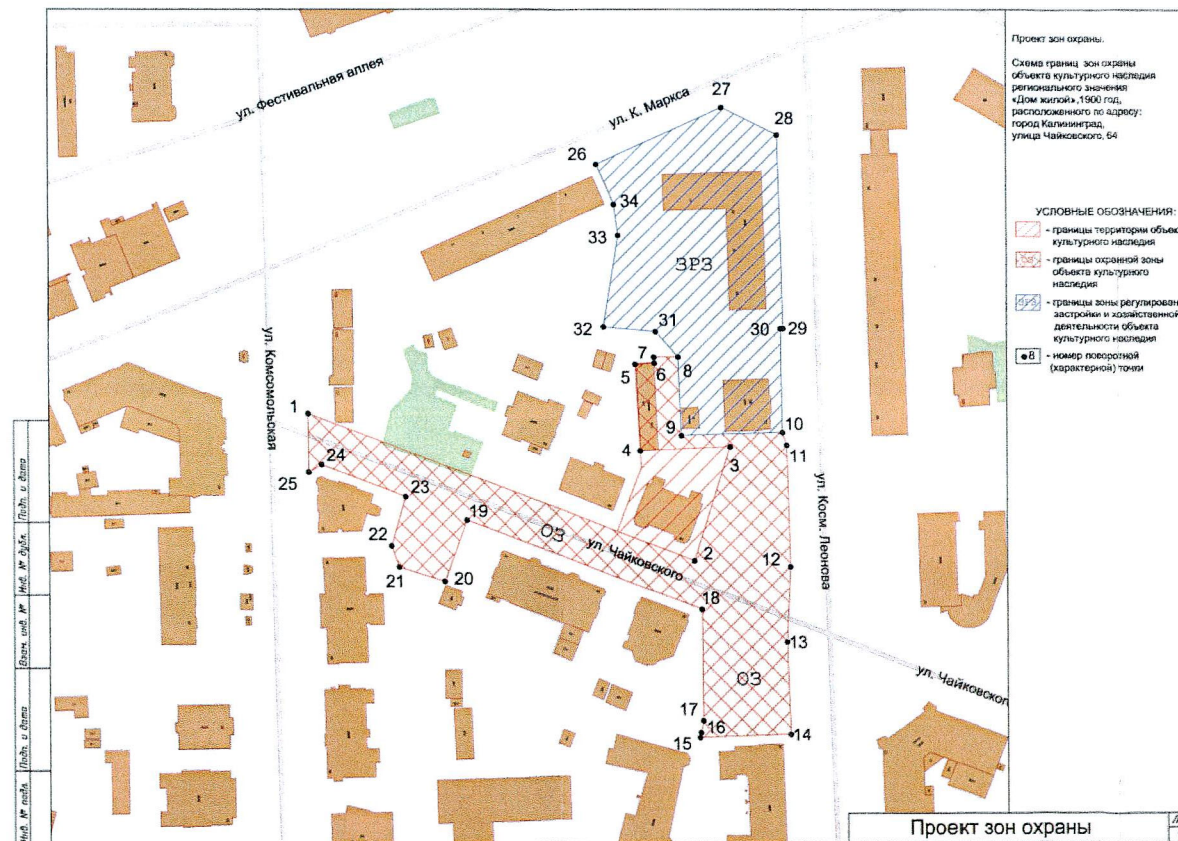 Проект зон охраны.
Схема границ зон охраны
объекта культурного наследия
регионального значения
«Дом жилой», 1900 год,
расположенного по адресу:
город Калининград,
улица Чайковского, 54
УСЛОВНЫЕ ОБОЗНАЧЕНИЯ:
- границы территории объек
культурного наследия
ОЗ
- границы охранной зоны
объекта культурного
наследия
ЗРЗ
- границы зоны регулирован
застройки и хозяйственной
деятельности объекта
культурного наследия
8
- номер поворотной
(характерной) точки
ул. Фестивальная аллея
ул. К. Маркса
27
28
26
34
33
ЗРЗ
32
31
30
29
7
6
5
8
ул. Комсомольская
1
9
10
4
3
11
24
25
23
19
ОЗ
ул. Чайковского
2
ул. Косм. Леонова
22
21
20
12
18
13
ОЗ
ул. Чайковског
17
16
15
14
Подп. и дата
Инв. № дубл.
Взам. инв. №
Подп. и дата
Инв. № подл.
Проект зон охраны